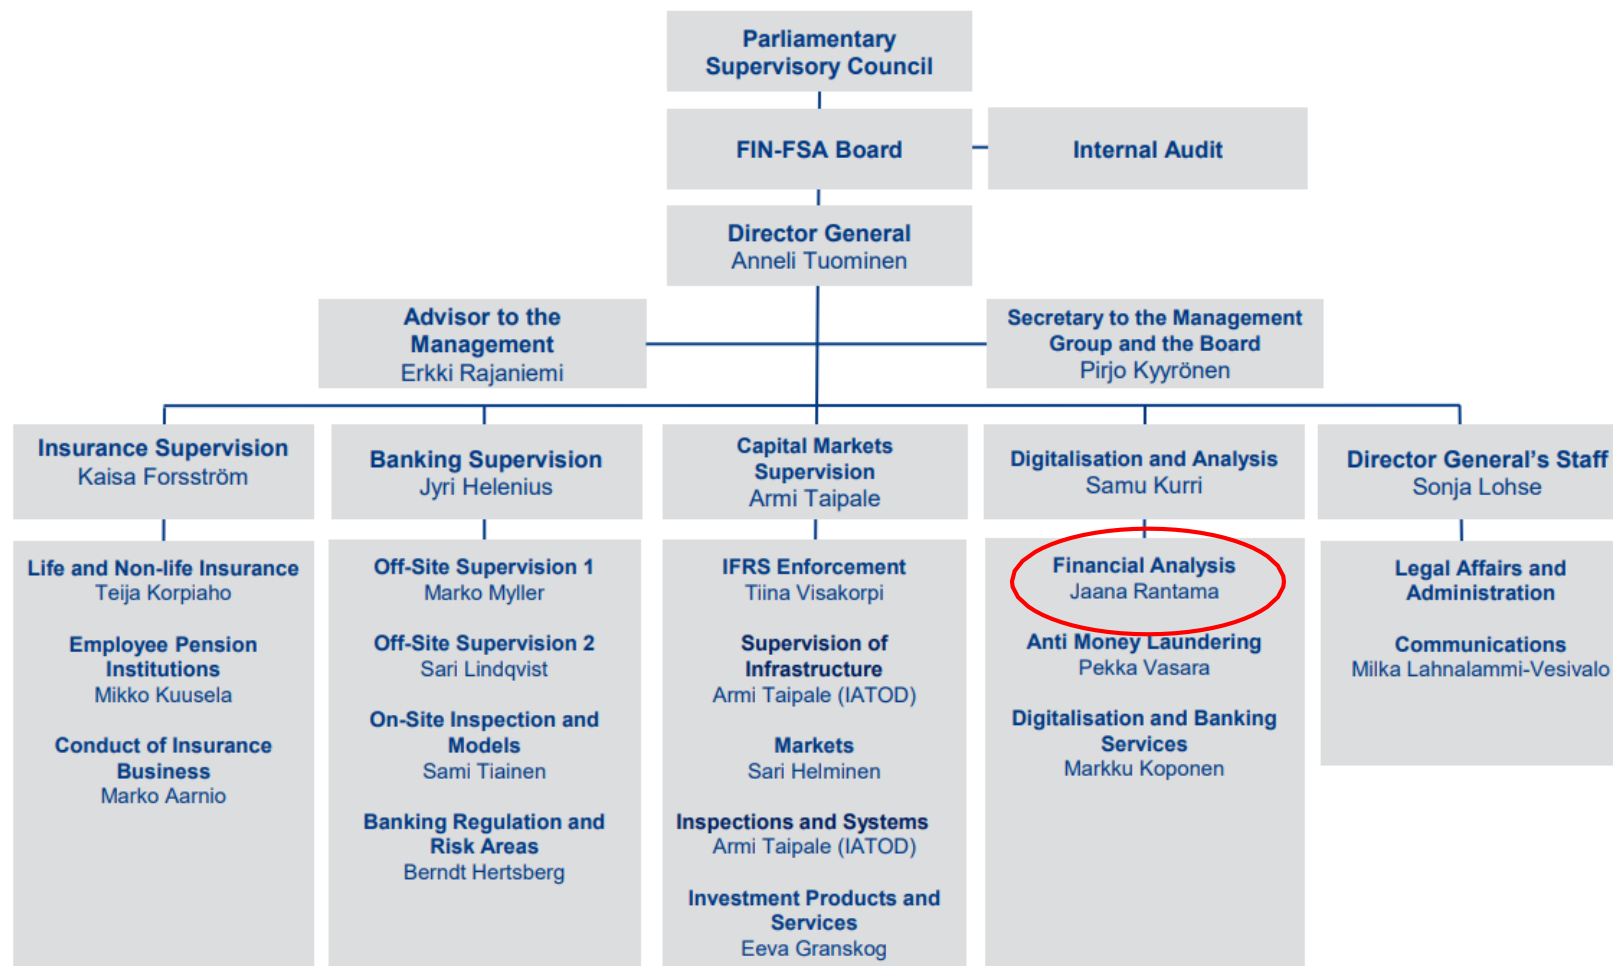 Parliamentary
Supervisory Council
FIN-FSA Board
Internal Audit
Director General
Anneli Tuominen
Advisor to the
Management
Erkki Rajaniemi
Secretary to the Management
Group and the Board
Pirjo Kyyrönen
Insurance Supervision
Kaisa Forsström
Banking Supervision
Jyri Helenius
Capital Markets
Supervision
Armi Taipale
Digitalisation and Analysis
Samu Kurri
Director General's Staff
Sonja Lohse
Life and Non-life Insurance
Teija Korpiaho
Employee Pension
Institutions
Mikko Kuusela
Conduct of Insurance
Business
Marko Aarnio
Off-Site Supervision 1
Marko Myller
Off-Site Supervision 2
Sari Lindqvist
On-Site Inspection and
Models
Sami Tiainen
Banking Regulation and
Risk Areas
Berndt Hertsberg
IFRS Enforcement
Tiina Visakorpi
Supervision of
Infrastructure
Armi Taipale (IATOD)
Markets
Sari Helminen
Inspections and Systems
Armi Taipale (IATOD)
Investment Products and
Services
Eeva Granskog
Financial Analysis
Jaana Rantama
Anti Money Laundering
Pekka Vasara
Digitalisation and Banking
Services
Markku Koponen
Legal Affairs and
Administration
Communications
Milka Lahnalammi-Vesivalo